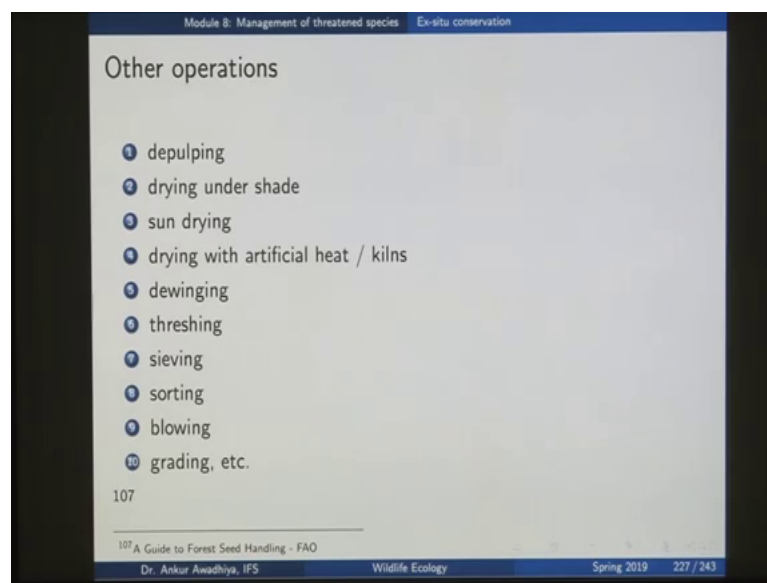 Module 8: Management of threatened species Ex-situ conservation
Other operations
1 depulping
2 drying under shade
3 sun drying
4 drying with artificial heat / kilns
5 dewinging
6 threshing
7 sieving
8 sorting
9 blowing
10 grading, etc.
107
107 A Guide to Forest Seed Handling - FAO
Dr. Ankur Awadhiya, IFS Wildlife Ecology Spring 2019 227 / 243